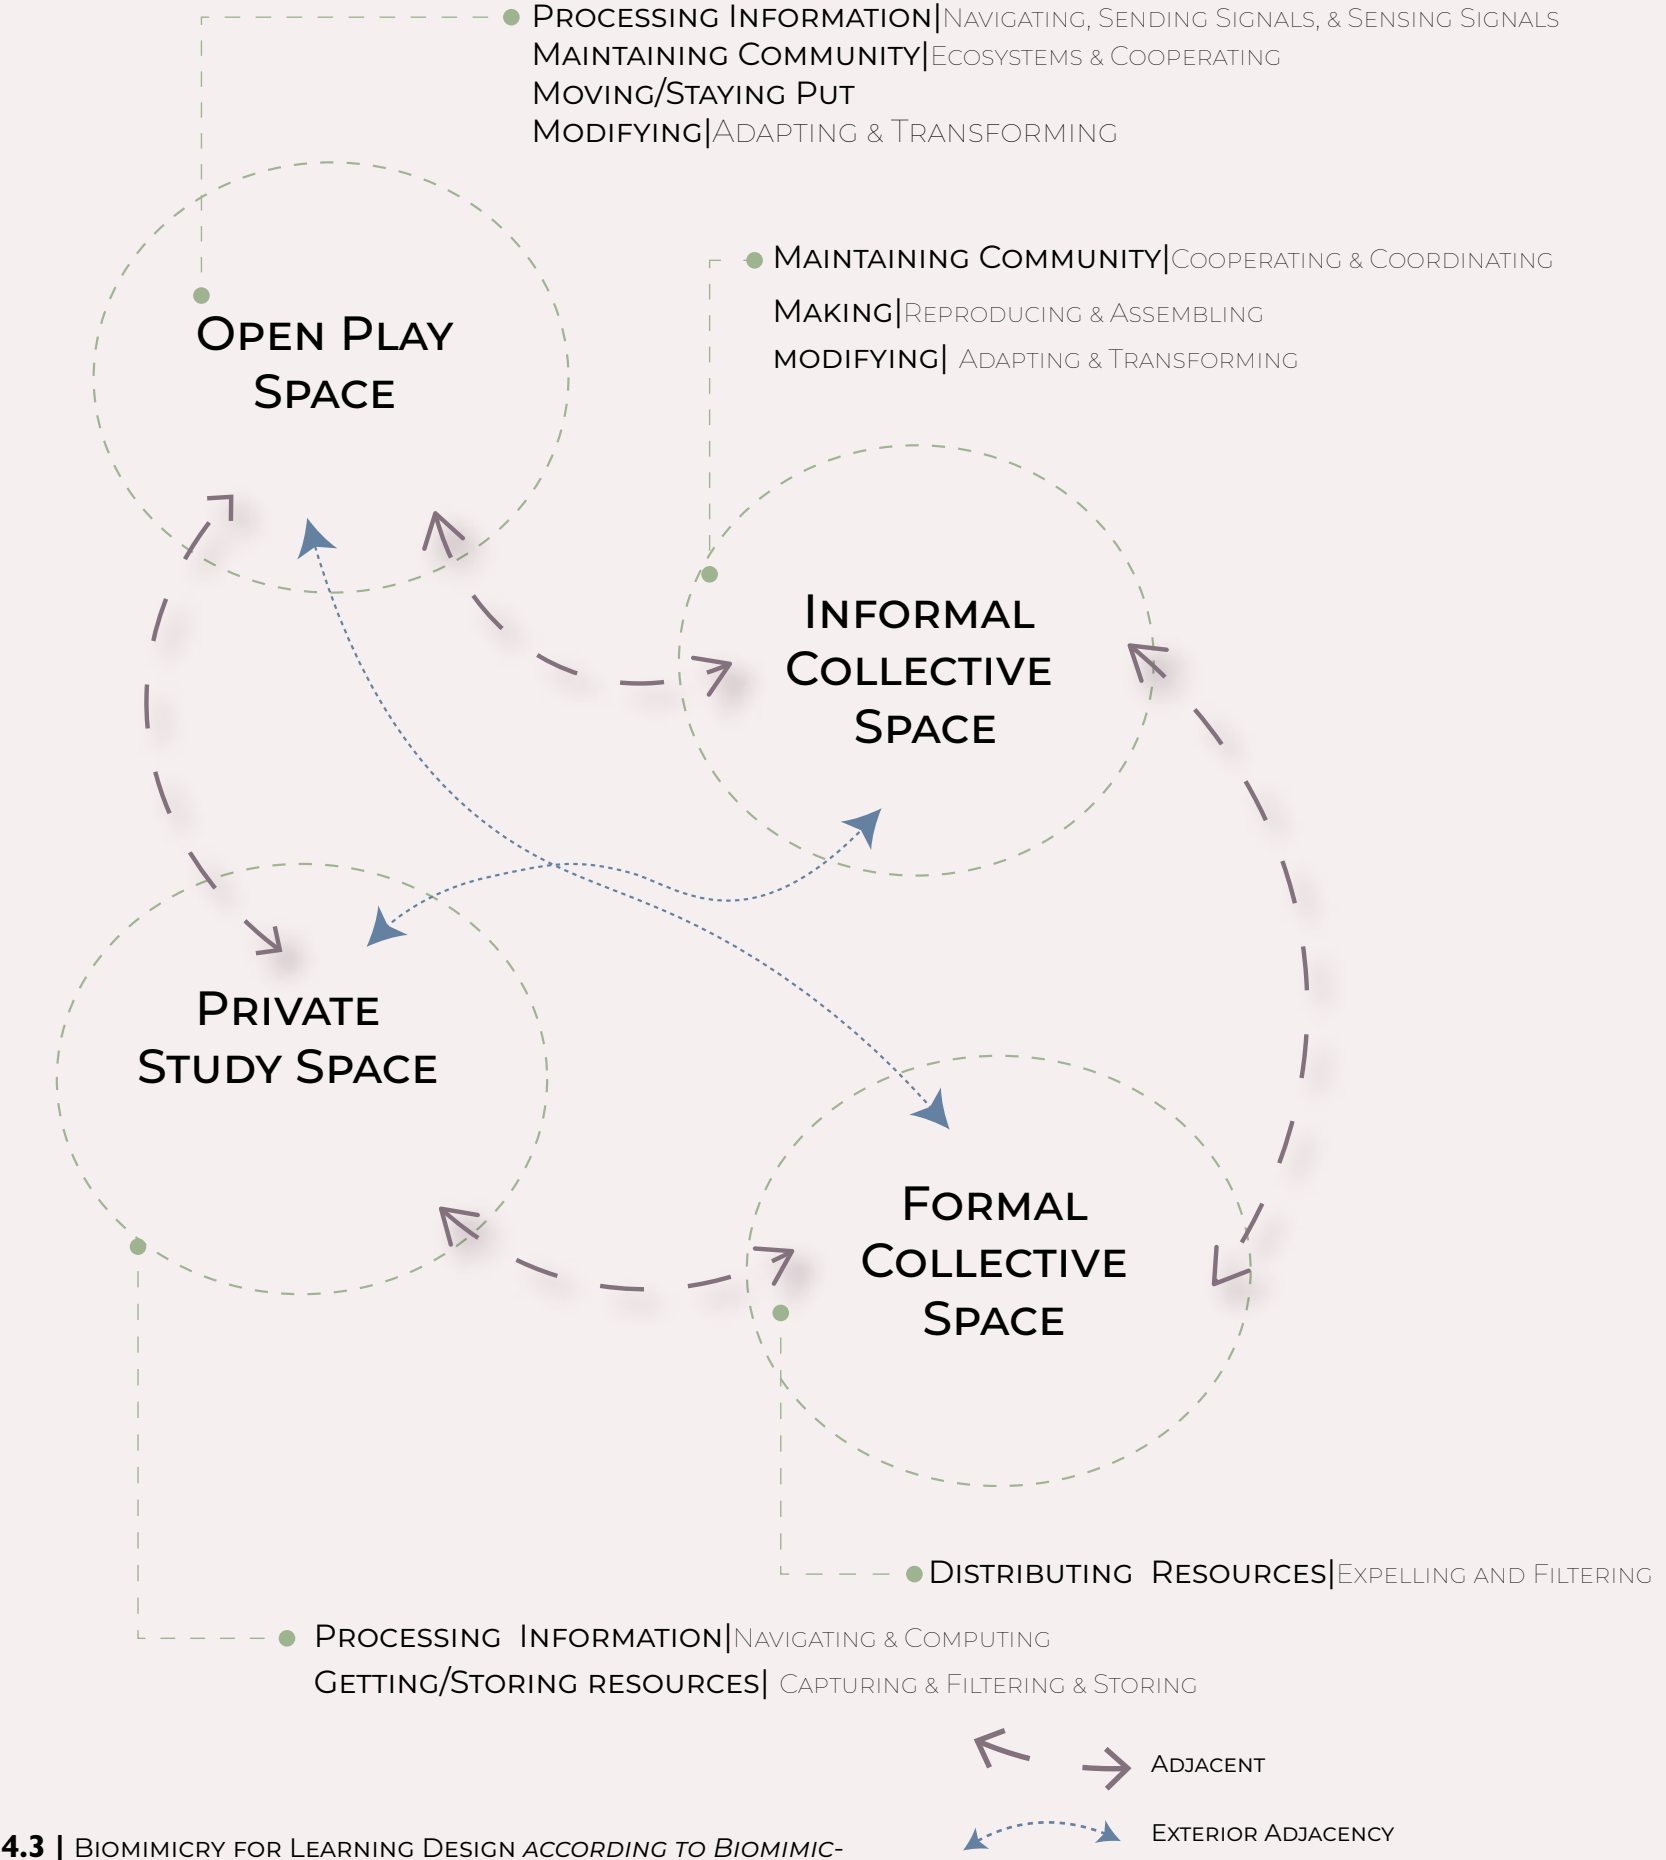 Processing Information|Navigating, Sending Signals, & Sensing Signals
Maintaining Community|Ecosystems & Cooperating
Moving/Staying Put
Modifying|Adapting & Transforming
Maintaining Community|Cooperating & Coordinating
Making|Reproducing & Assembling
modifying| Adapting & Transforming
Open Play
Space
Informal
Collective
Space
Private
Study Space
Formal
Collective
Space
Distributing Resources|Expelling and Filtering
Processing Information|Navigating & Computing
Getting/Storing resources| Capturing & Filtering & Storing
Adjacent
Exterior Adjacency
4.3 | Biomimicry for Learning Design according to Biomimic-